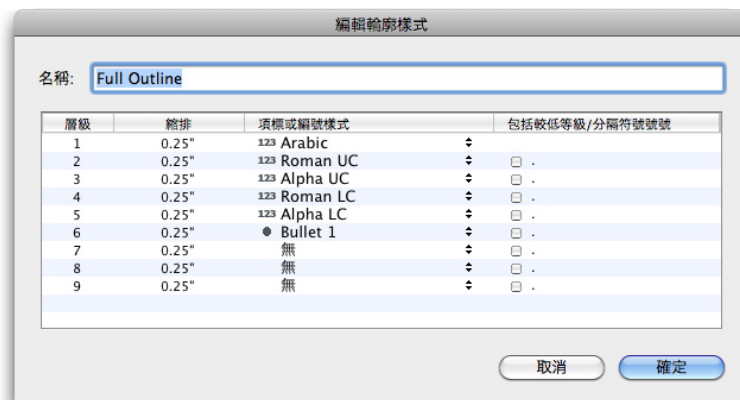 編輯輪廓樣式
名稱: Full Outline
層級 縮排 項標或編號樣式 包括較低等級/分隔符號號號
1 0.25" 123 Arabic
2 0.25" 123 Roman UC .
3 0.25" 123 Alpha UC .
4 0.25" 123 Roman LC .
5 0.25" 123 Alpha LC .
6 0.25" Bullet 1 .
7 0.25" 無 .
8 0.25" 無 .
9 0.25" 無 .
取消 確定